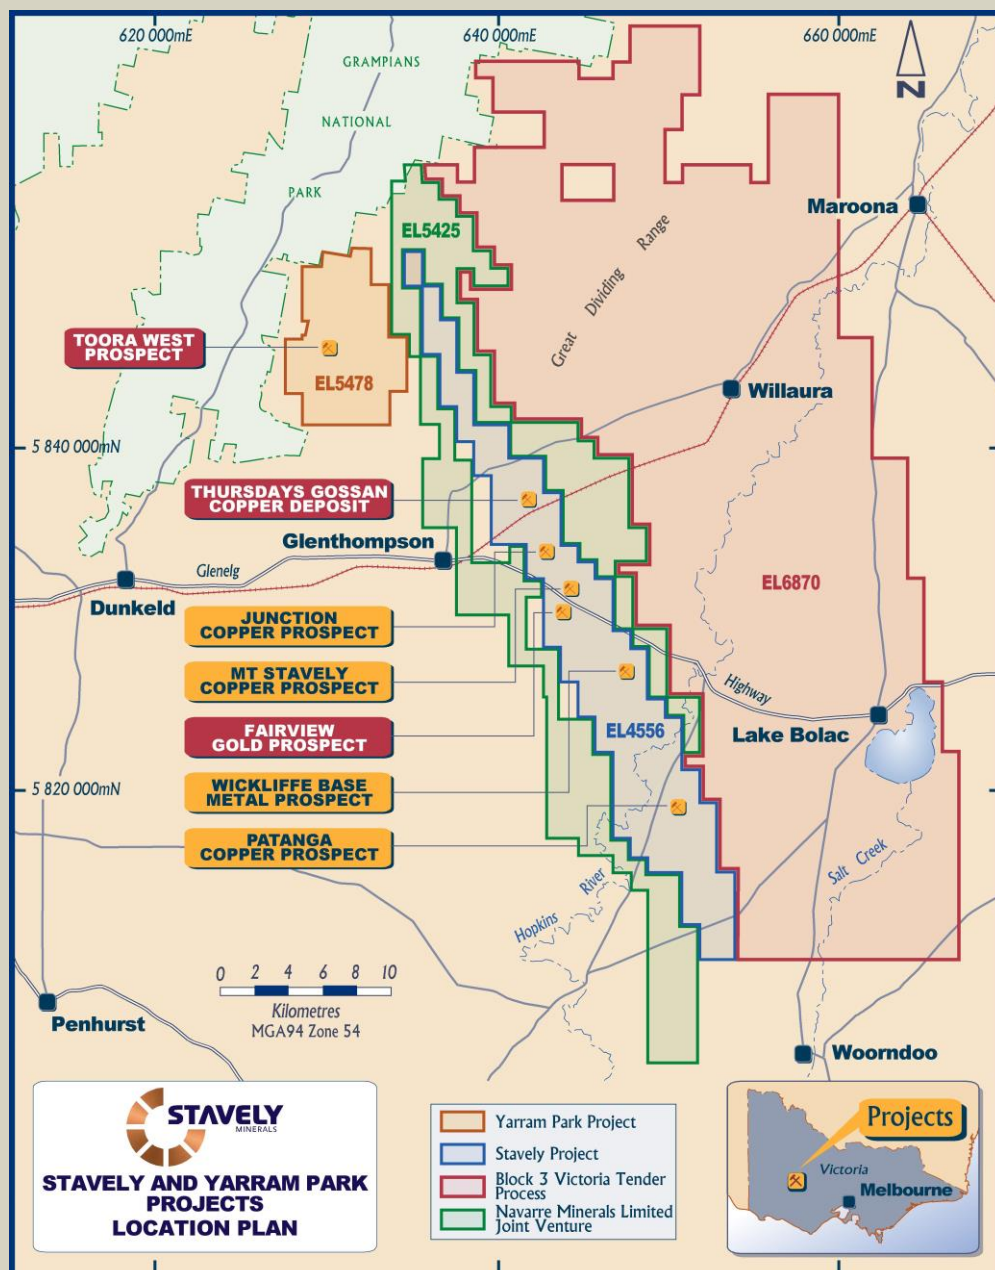 620 000mE
640 000mE
660 000mE
N
GRAMPIANS
NATIONAL
PARK
Maroona
EL5425
Great Dividing Range
TOORA WEST
PROSPECT
EL5478
Willaura
5 840 000mN
THURSDAYS GOSSAN
COPPER DEPOSIT
Glenthompson
Glenelg
Dunkeld
EL6870
JUNCTION
COPPER PROSPECT
MT STAVELY
COPPER PROSPECT
Highway
FAIRVIEW
GOLD PROSPECT
EL4556
Lake Bolac
WICKLIFFE BASE
METAL PROSPECT
5 820 000mN
PATANGA
COPPER PROSPECT
Salt Creek
Hopkins River
0 2 4 6 8 10
Kilometres
MGA94 Zone 54
Penhurst
Woorndoo
STAVELY
MINERALS
STAVELY AND YARRAM PARK
PROJECTS
LOCATION PLAN
Yarram Park Project
Stavely Project
Block 3 Victoria Tender
Process
Navarre Minerals Limited
Joint Venture
Projects
Victoria
Melbourne